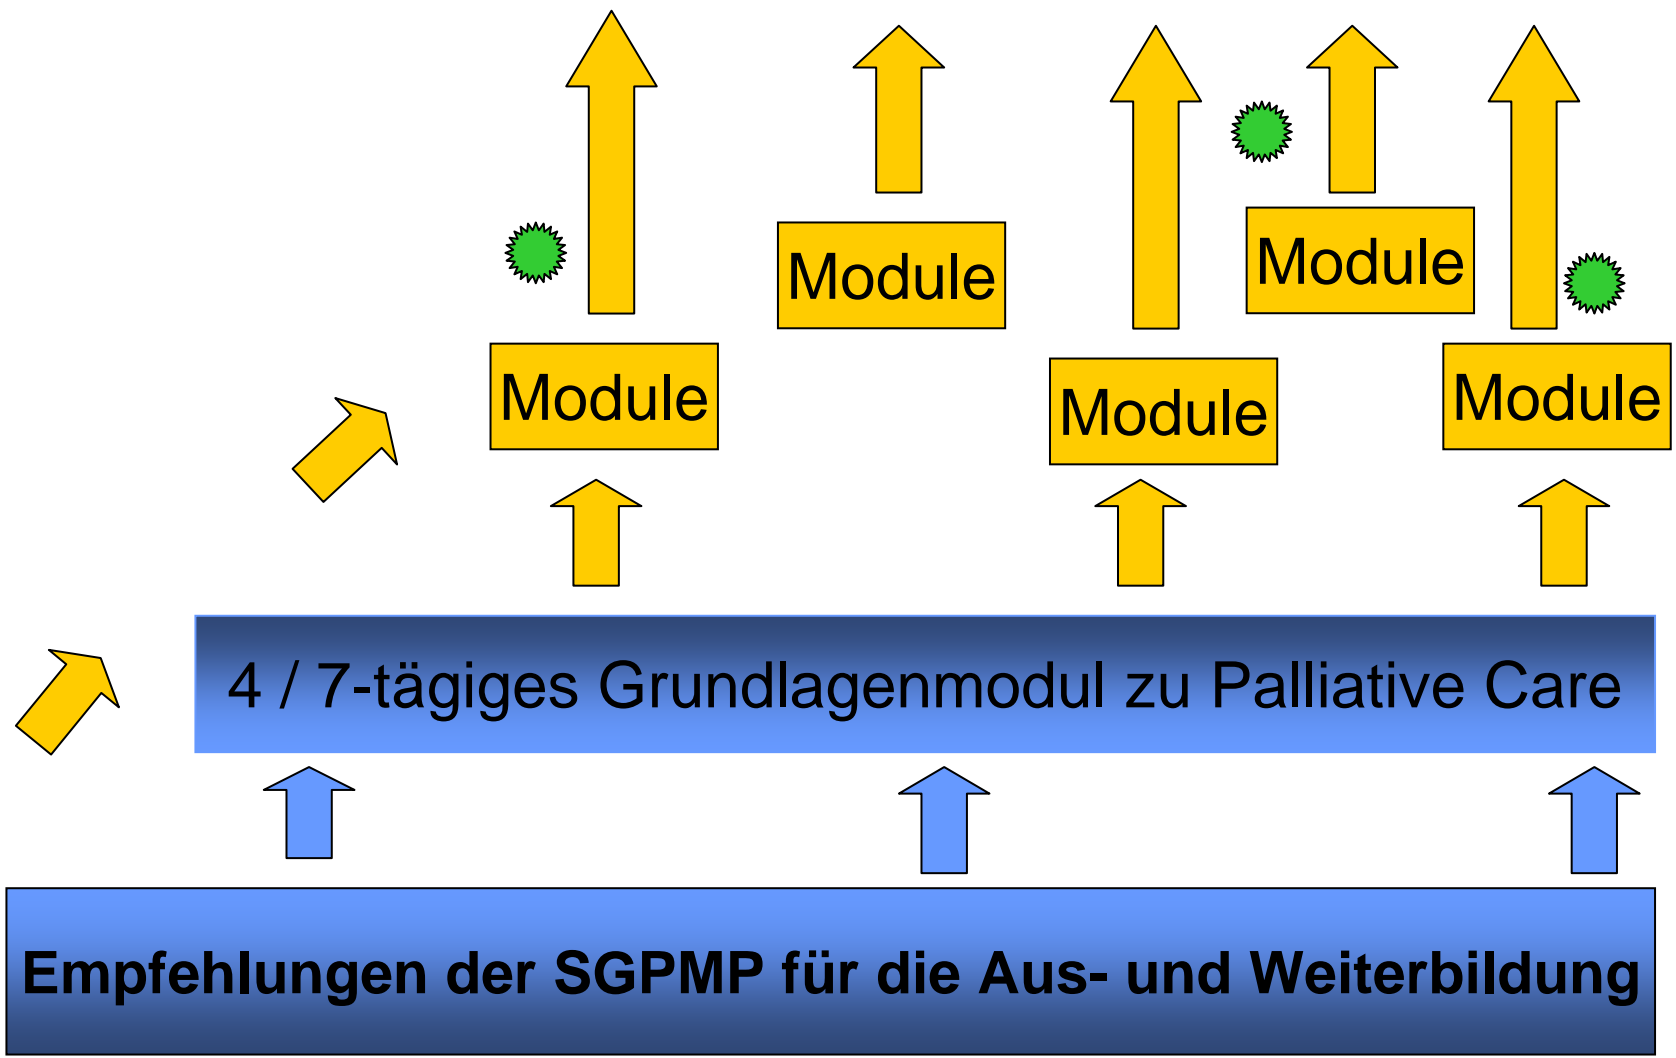 Module
Module
Module
Module
Module
4 / 7-tägiges Grundlagenmodul zu Palliative Care
Empfehlungen der SGPMP für die Aus- und Weiterbildung